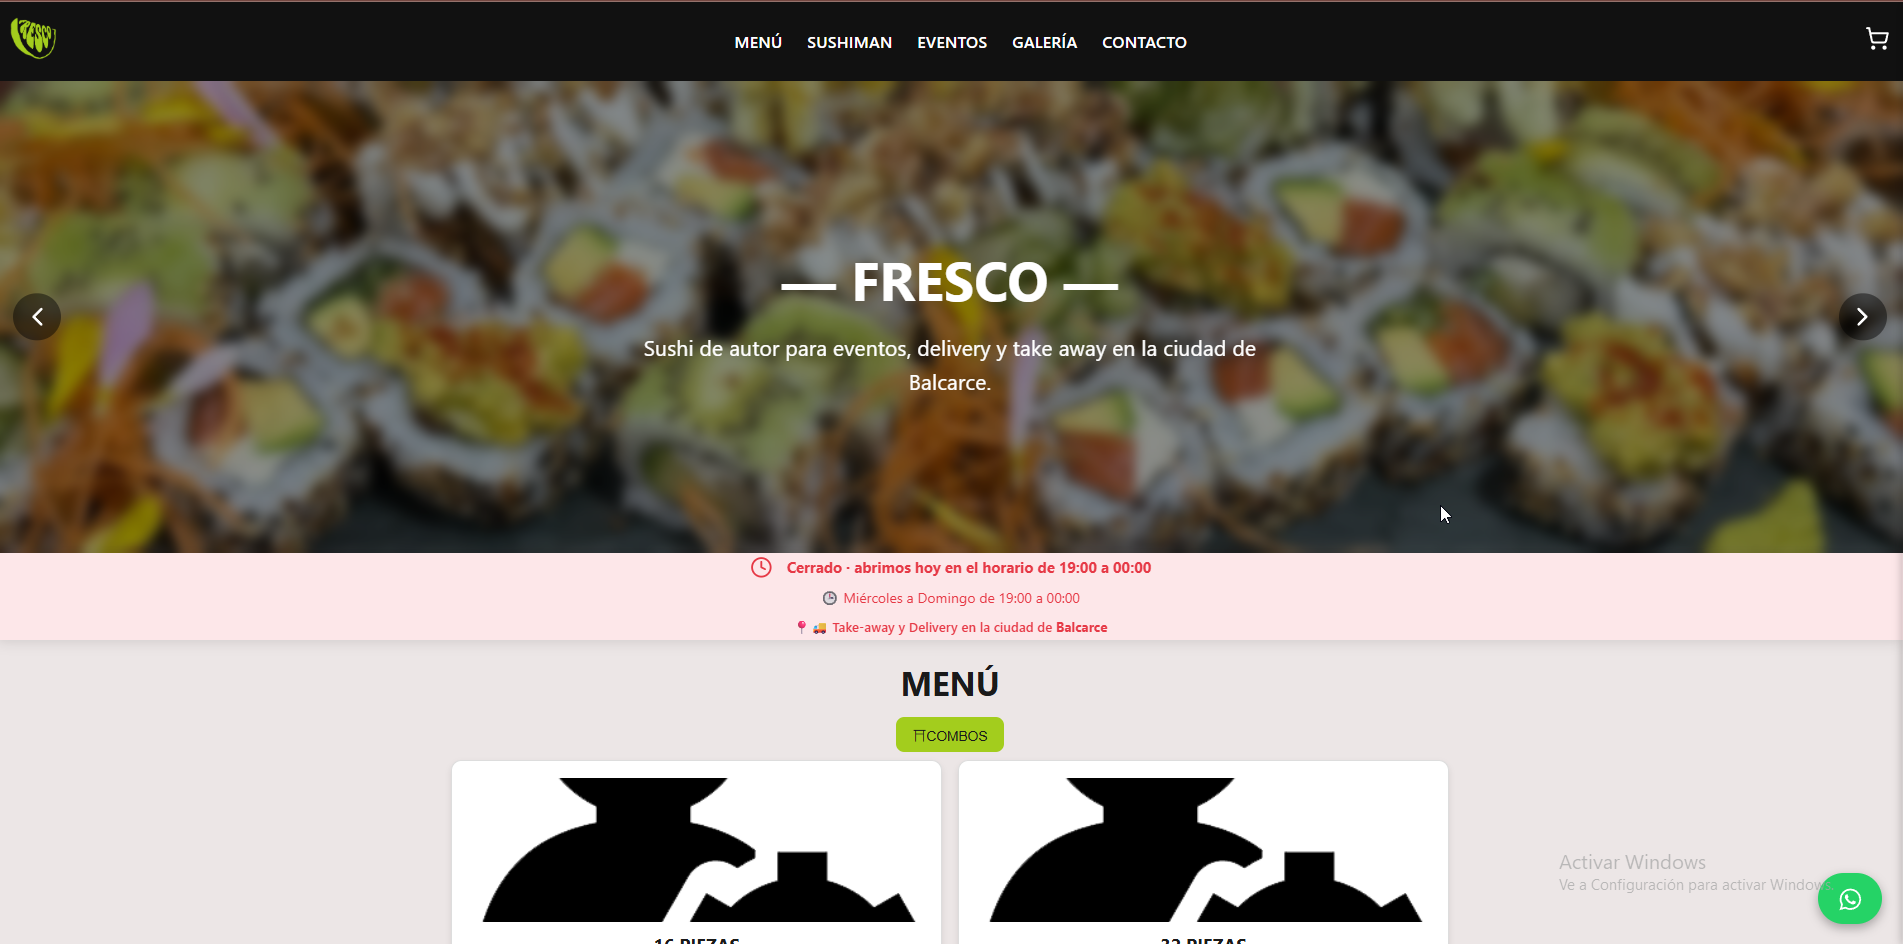 FRESCO
MENÚ SUSHIMAN EVENTOS GALERÍA CONTACTO
— FRESCO —
Sushi de autor para eventos, delivery y take away en la ciudad de
Balcarce.
Cerrado · abrimos hoy en el horario de 19:00 a 00:00
🕒 Miércoles a Domingo de 19:00 a 00:00
📍 🚚 Take-away y Delivery en la ciudad de Balcarce
MENÚ
⛩COMBOS
16 PIEZAS
32 PIEZAS
Activar Windows
Ve a Configuración para activar Windows.